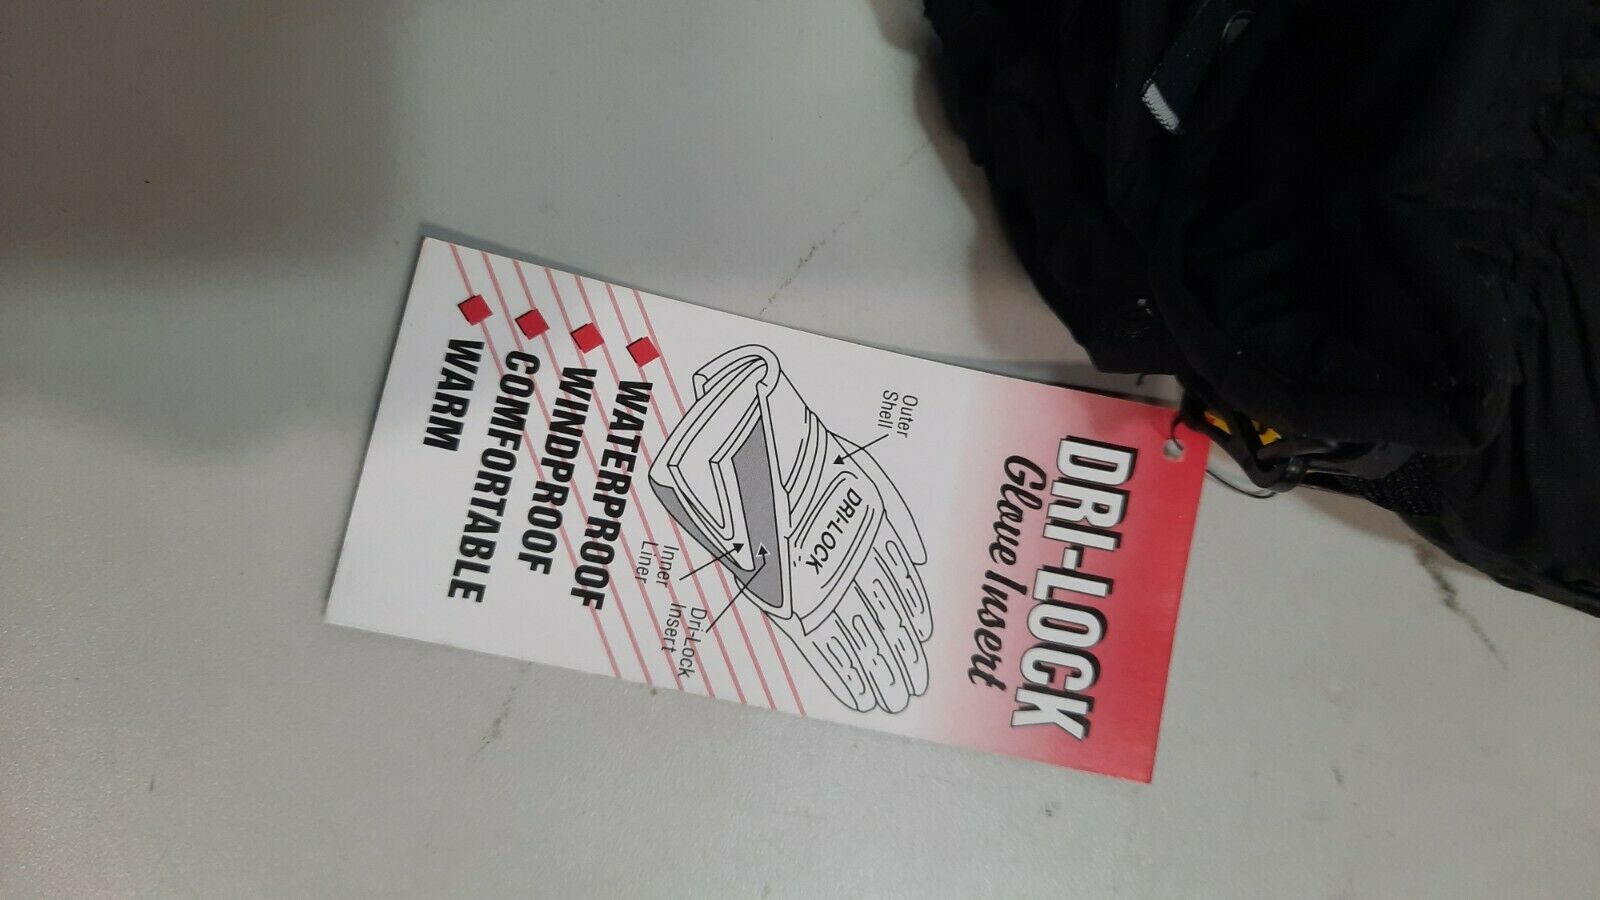 DRI-LOCK
Glove Insert
Outer
Shell
DRI-LOCK
Inner
Liner
Dri-Lock
Insert
WATERPROOF
WINDPROOF
COMFORTABLE
WARM